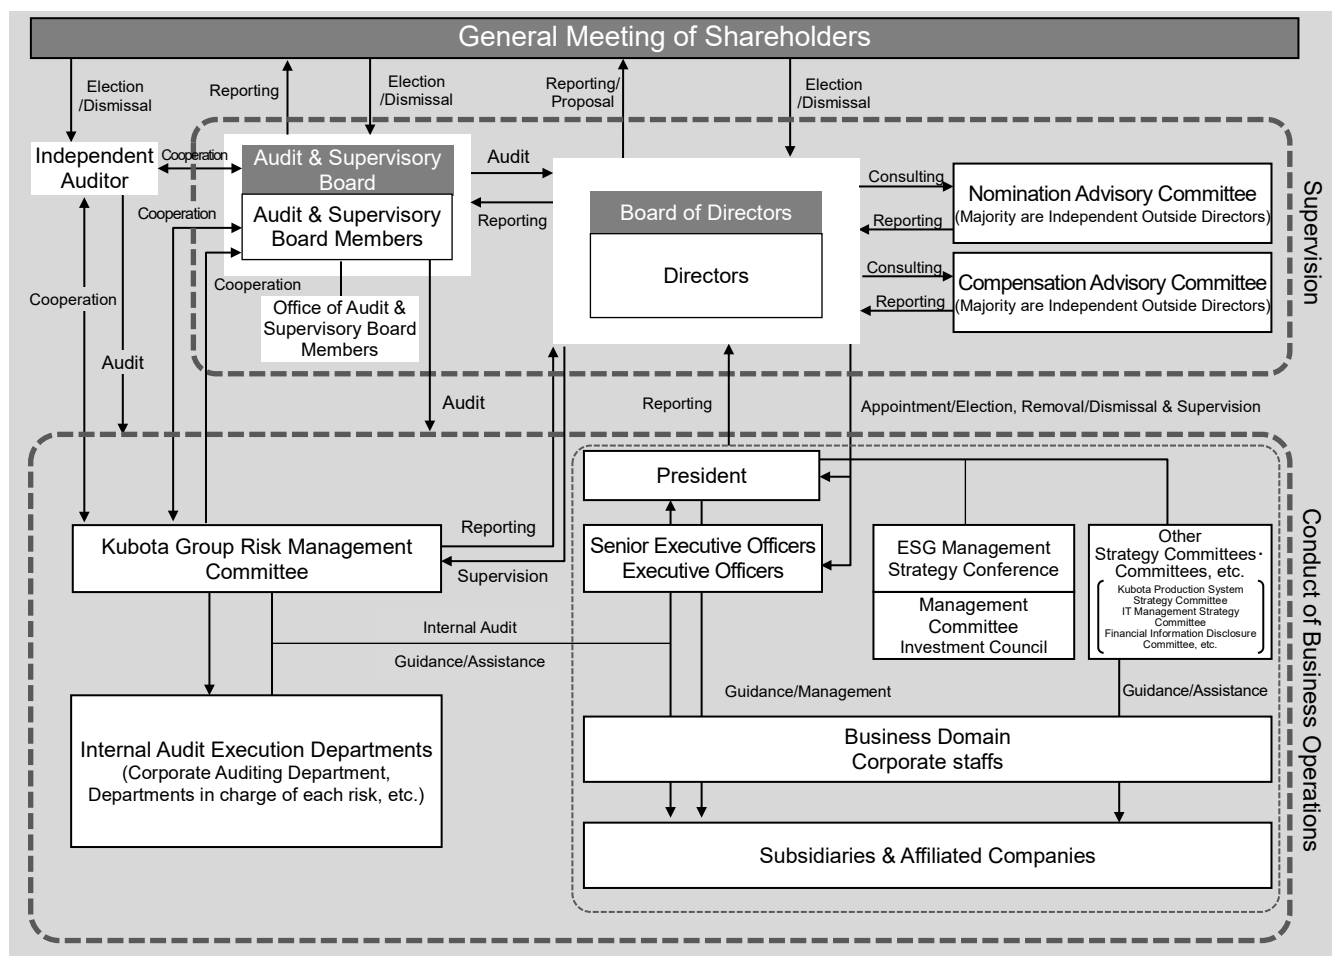 General Meeting of Shareholders
Election
/Dismissal
Reporting
Election
/Dismissal
Reporting/
Proposal
Election
/Dismissal
Independent
Auditor
Cooperation
Audit & Supervisory
Board
Audit & Supervisory
Board Members
Cooperation
Cooperation
Office of Audit &
Supervisory Board
Members
Audit
Reporting
Board of Directors
Directors
Consulting
Reporting
Nomination Advisory Committee
(Majority are Independent Outside Directors)
Consulting
Reporting
Compensation Advisory Committee
(Majority are Independent Outside Directors)
Supervision
Cooperation
Audit
Audit
Reporting
Appointment/Election, Removal/Dismissal & Supervision
President
Senior Executive Officers
Executive Officers
Kubota Group Risk Management
Committee
Reporting
Supervision
ESG Management
Strategy Conference
Management
Committee
Investment Council
Other
Strategy Committees·
Committees, etc.
Kubota Production System
Strategy Committee
IT Management Strategy
Committee
Financial Information Disclosure
Committee, etc.
Internal Audit
Guidance/Assistance
Guidance/Management
Guidance/Assistance
Internal Audit Execution Departments
(Corporate Auditing Department,
Departments in charge of each risk, etc.)
Business Domain
Corporate staffs
Subsidiaries & Affiliated Companies
Conduct of Business Operations